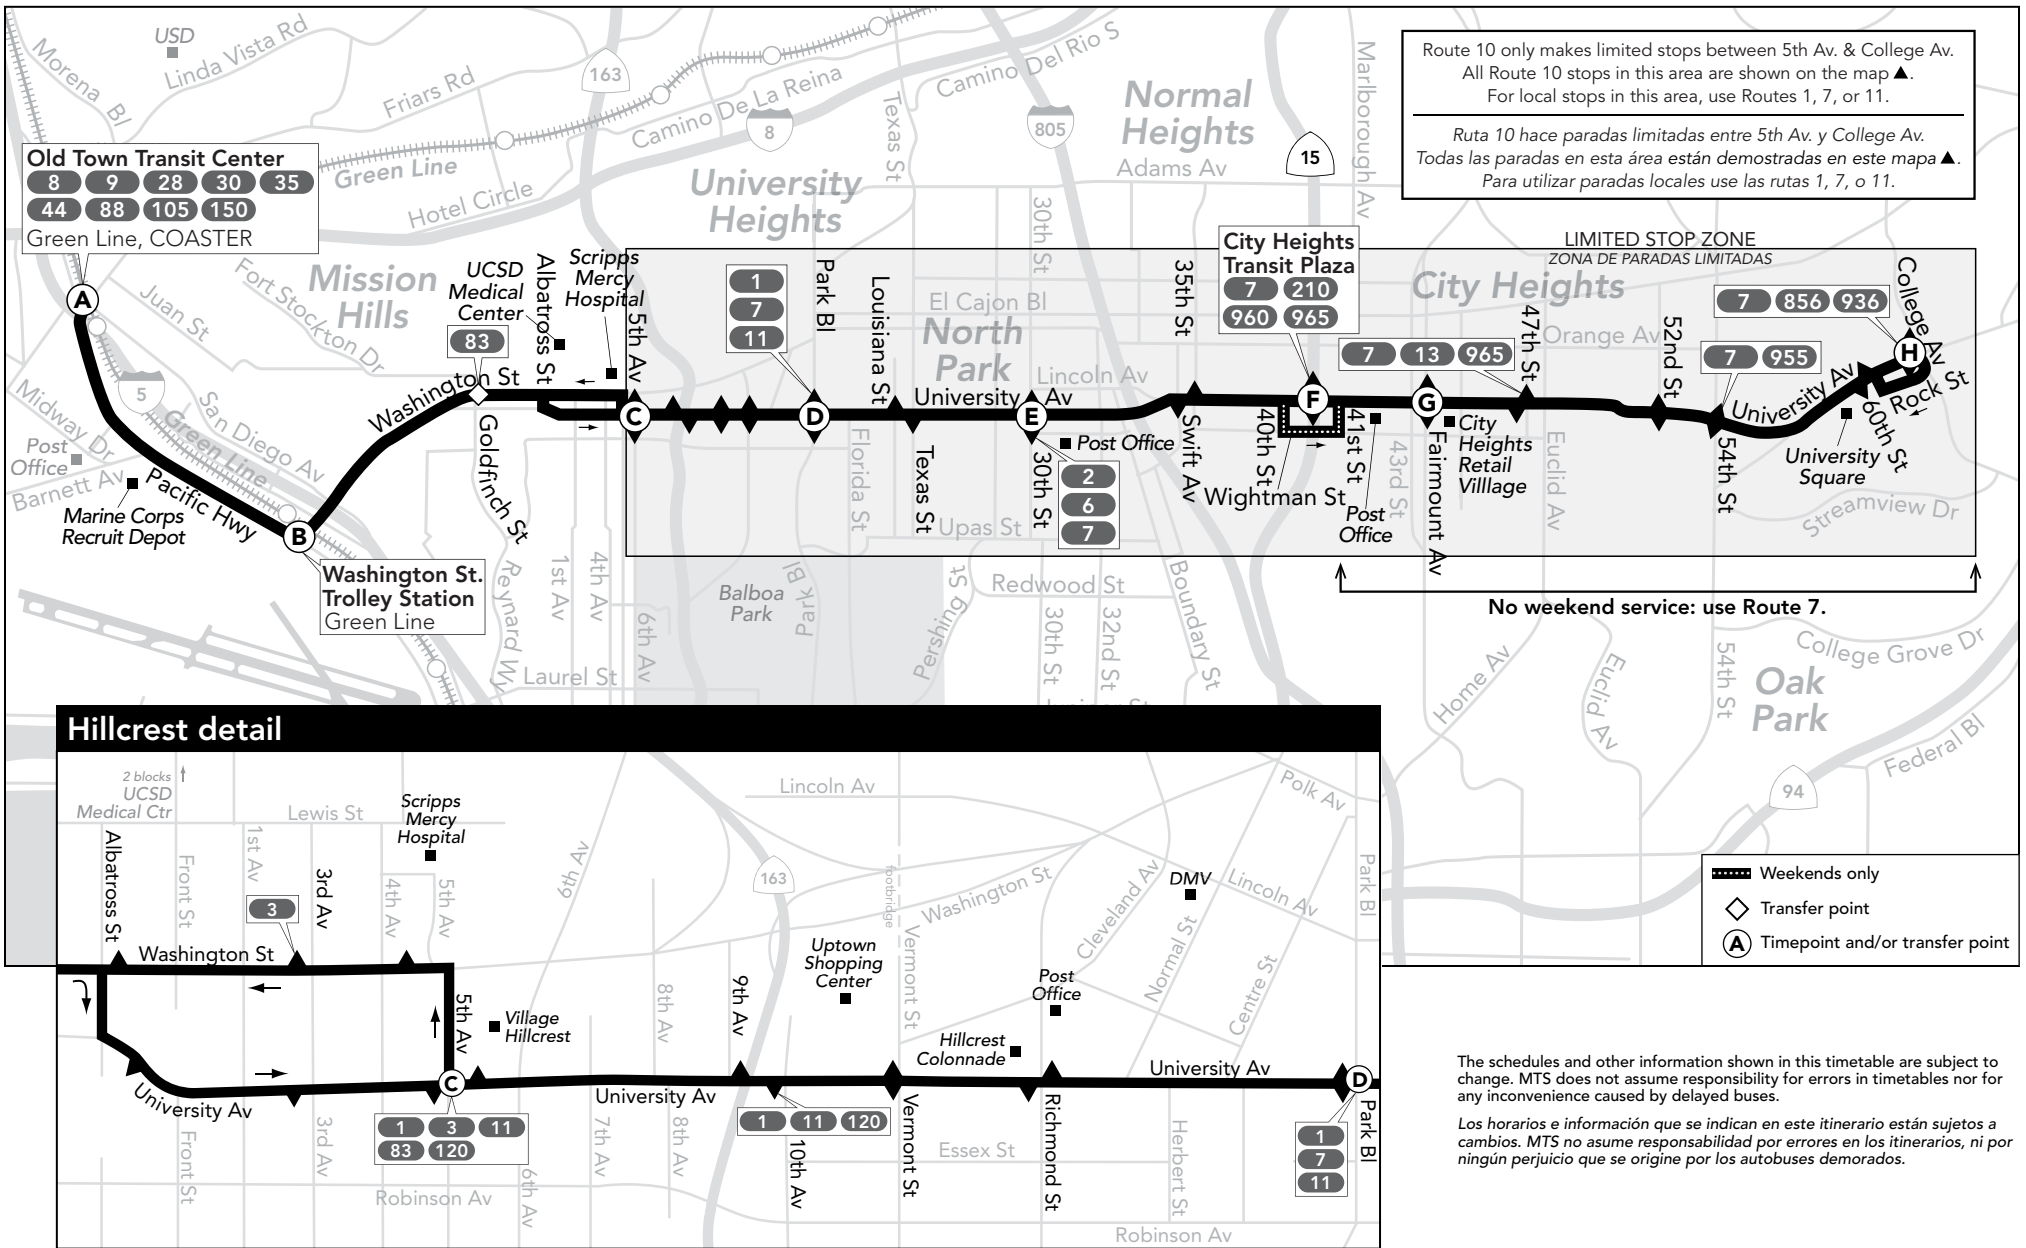 USD
Morena Bl
Linda Vista Rd
Friars Rd
163
Camino De La Reina
8
Texas St
Camino Del Rio S
805
Normal
Heights
Adams Av
15
Marlborough Av
Route 10 only makes limited stops between 5th Av. & College Av.
All Route 10 stops in this area are shown on the map ▲.
For local stops in this area, use Routes 1, 7, or 11.
Ruta 10 hace paradas limitadas entre 5th Av. y College Av.
Todas las paradas en esta área están demostradas en este mapa ▲.
Para utilizar paradas locales use las rutas 1, 7, o 11.
Old Town Transit Center
8 9 28 30 35
44 88 105 150
Green Line, COASTER
Green Line
Hotel Circle
University
Heights
30th St
A
Juan St
Fort Stockton Dr
Mission
Hills
UCSD
Medical
Center
83
Albatross St
Scripps
Mercy
Hospital
5th Av
1
7
11
Park Bl
Louisiana St
El Cajon Bl
North
Park
Lincoln Av
University Av
35th St
City Heights
Transit Plaza
7 210
960 965
LIMITED STOP ZONE
ZONA DE PARADAS LIMITADAS
City Heights
7 13 965
47th St
Orange Av
52nd St
7 856 936
7 955
College Av
H
Rock St
University Av
60th St
University
Square
54th St
Streamview Dr
5
Midway Dr
Post
Office
Barnett Av
Marine Corps
Recruit Depot
Pacific Hwy
Green Line
San Diego Av
Washington St
Goldfinch St
B
Washington St.
Trolley Station
Green Line
C
D
E
F
G
Florida St
Texas St
30th St
Post Office
2
6
7
Upas St
Swift Av
40th St
41st St
Wightman St
Post
Office
43rd St
Fairmount Av
City
Heights
Retail
Villlage
Euclid Av
No weekend service: use Route 7.
Reynard Wy
1st Av
4th Av
6th Av
Laurel St
Balboa
Park
Park Bl
Pershing St
Redwood St
30th St
32nd St
Boundary St
Home Av
Euclid Av
54th St
College Grove Dr
Oak
Park
Federal Bl
94
Hillcrest detail
2 blocks
UCSD
Medical Ctr
Lewis St
Scripps
Mercy
Hospital
Albatross St
Front St
1st Av
3rd Av
4th Av
5th Av
3
Washington St
6th Av
Lincoln Av
163
footbridge
Washington St
Cleveland Av
DMV
Polk Av
Lincoln Av
Park Bl
Normal St
Centre St
Uptown
Shopping
Center
Vermont St
Post
Office
Hillcrest
Colonnade
8th Av
9th Av
5th Av
Village
Hillcrest
C
University Av
University Av
University Av
D
1 3 11
83 120
1 11 120
1
7
11
Front St
3rd Av
6th Av
7th Av
8th Av
10th Av
Vermont St
Essex St
Richmond St
Herbert St
Park Bl
Robinson Av
Robinson Av
Weekends only
Transfer point
A Timepoint and/or transfer point
The schedules and other information shown in this timetable are subject to
change. MTS does not assume responsibility for errors in timetables nor for
any inconvenience caused by delayed buses.
Los horarios e información que se indican en este itinerario están sujetos a
cambios. MTS no asume responsabilidad por errores en los itinerarios, ni por
ningún perjuicio que se origine por los autobuses demorados.